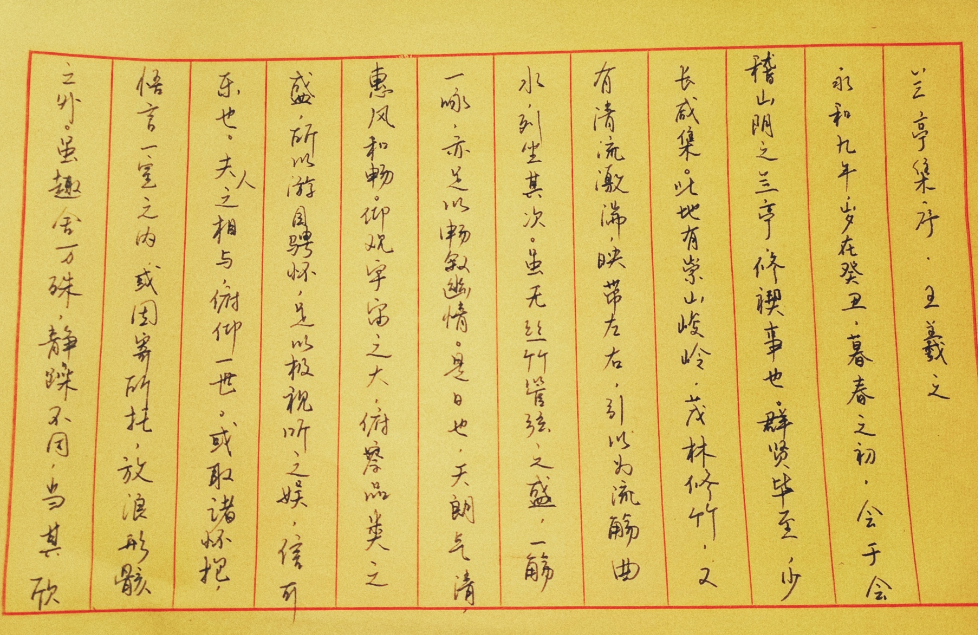 兰亭集序.王羲之
永和九年,岁在癸丑,暮春之初,会于会
稽山阴之兰亭,修禊事也。群贤毕至,少
长咸集。此地有崇山峻岭,茂林修竹,又
有清流激湍,映带左右,引以为流觞曲
水,列坐其次。虽无丝竹管弦之盛,一觞
一咏,亦足以畅叙幽情。是日也,天朗气清,
惠风和畅。仰观宇宙之大,俯察品类之
盛,所以游目骋怀,足以极视听之娱,信可
乐也。夫人之相与,俯仰一世。或取诸怀抱,
悟言一室之内,或因寄所托,放浪形骸
之外。虽趣舍万殊,静躁不同,当其欣